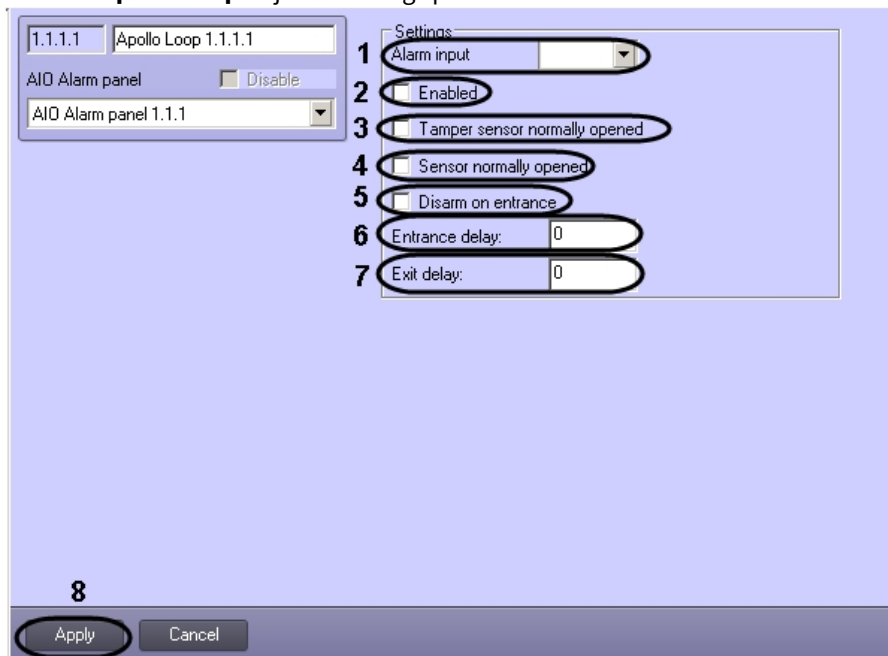 1.1.1.1 Apollo Loop 1.1.1.1
AIO Alarm panel Disable
AIO Alarm panel 1.1.1
Settings
1 Alarm input
2 Enabled
3 Tamper sensor normally opened
4 Sensor normally opened
5 Disarm on entrance
6 Entrance delay: 0
7 Exit delay: 0
8
Apply Cancel